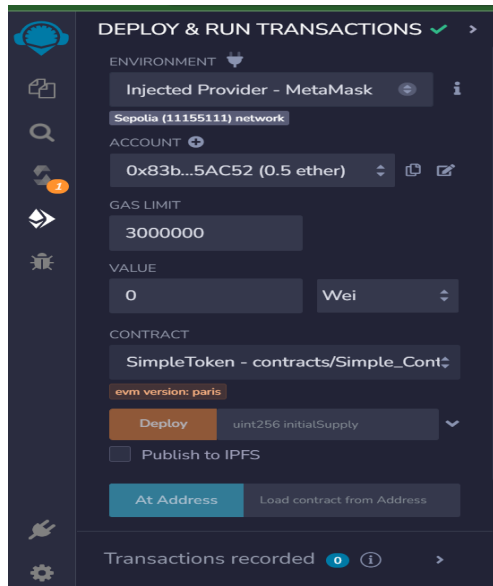 DEPLOY & RUN TRANSACTIONS
ENVIRONMENT
Injected Provider - MetaMask
i
Sepolia (11155111) network
ACCOUNT
0x83b...5AC52 (0.5 ether)
1
GAS LIMIT
3000000
VALUE
0 Wei
CONTRACT
SimpleToken - contracts/Simple_Cont
evm version: paris
Deploy uint256 initialSupply
Publish to IPFS
At Address Load contract from Address
Transactions recorded 0 i